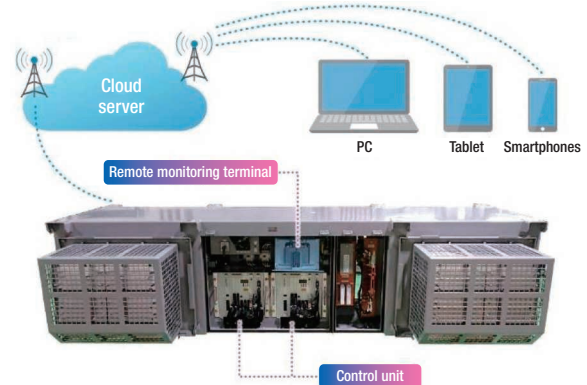 Cloud
server
PC
Tablet
Smartphones
Remote monitoring terminal
Control unit